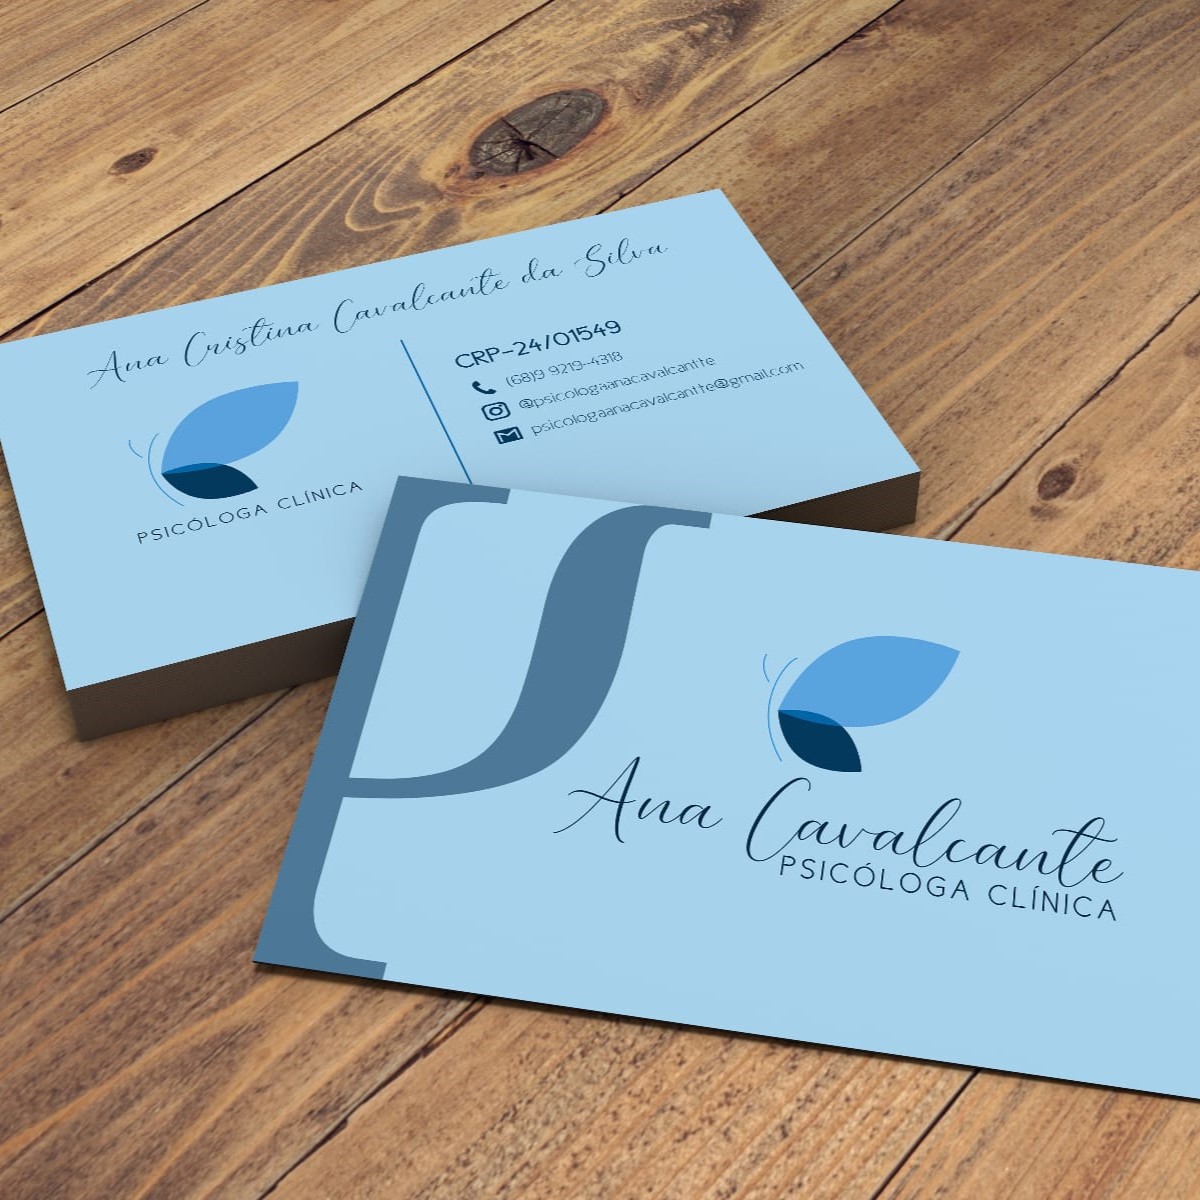 Ana Cristina Cavalcante da Silva
CRP-24/01549
(68)9 9219-4318
@psicologaanacavalcantte
psicologaanacavalcantte@gmail.com
PSICÓLOGA CLÍNICA
Ana Cavalcante
PSICÓLOGA CLÍNICA